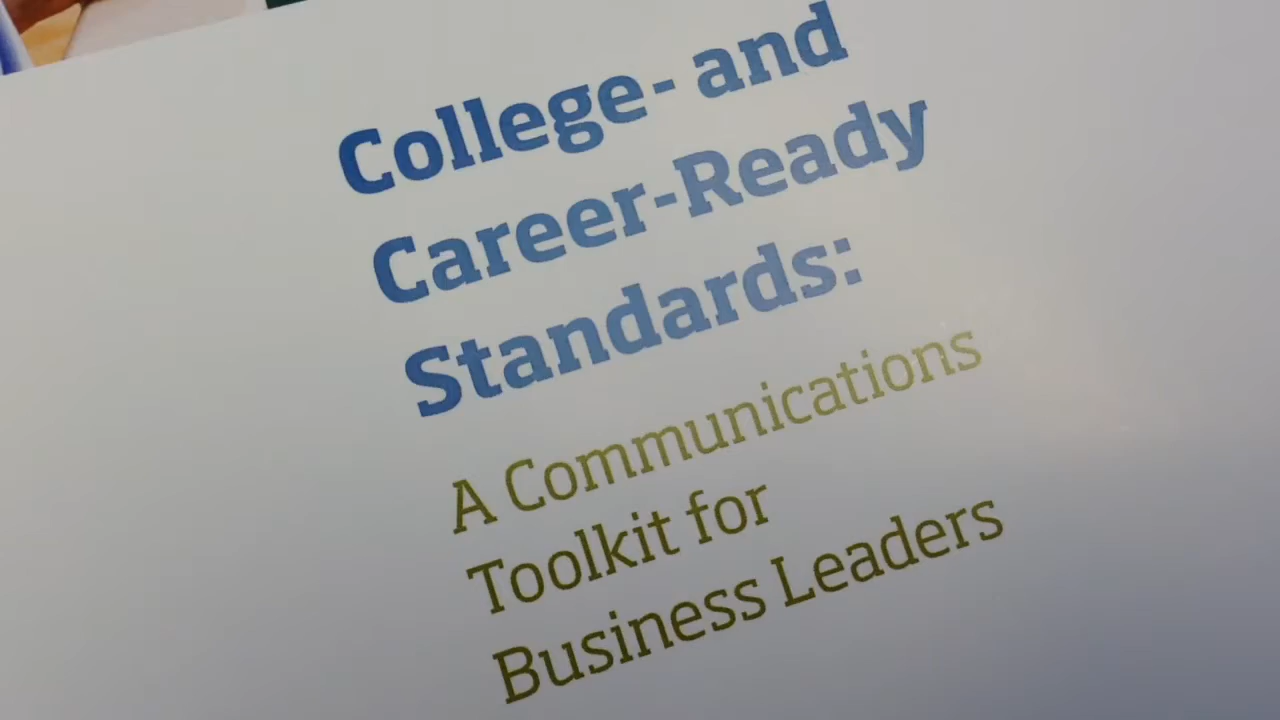 College- and
Career-Ready
Standards:
A Communications
Toolkit for
Business Leaders